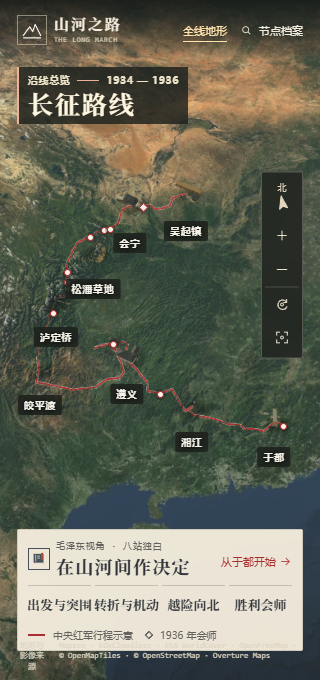 山河之路
THE LONG MARCH
全线地形
节点档案
沿线总览 1934 — 1936
长征路线
北
吴起镇
会宁
松潘草地
泸定桥
遵义
皎平渡
湘江
于都
毛泽东视角 · 八站独白
在山河间作决定
从于都开始 →
出发与突围 转折与机动 越险向北 胜利会师
中央红军行程示意 1936 年会师
影像来源
© OpenMapTiles · © OpenStreetMap · Overture Maps